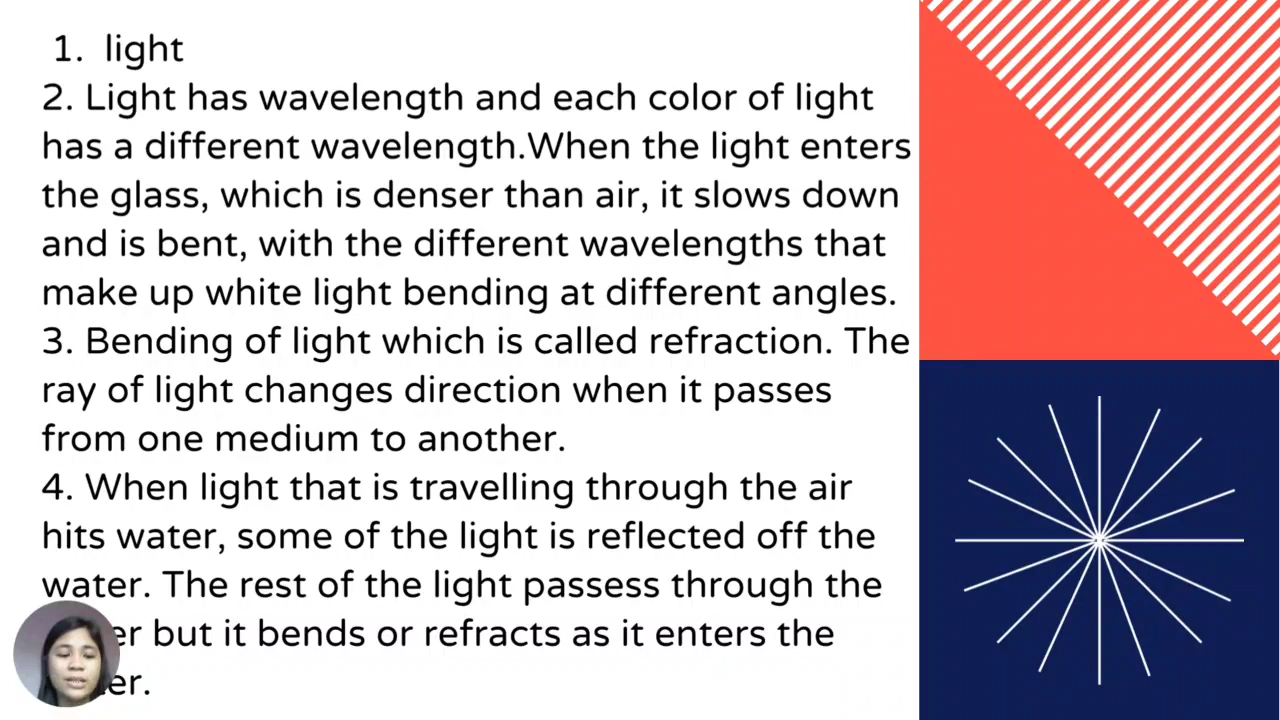 1. light
2. Light has wavelength and each color of light
has a different wavelength.When the light enters
the glass, which is denser than air, it slows down
and is bent, with the different wavelengths that
make up white light bending at different angles.
3. Bending of light which is called refraction. The
ray of light changes direction when it passes
from one medium to another.
4. When light that is travelling through the air
hits water, some of the light is reflected off the
water. The rest of the light passess through the
but it bends or refracts as it enters the